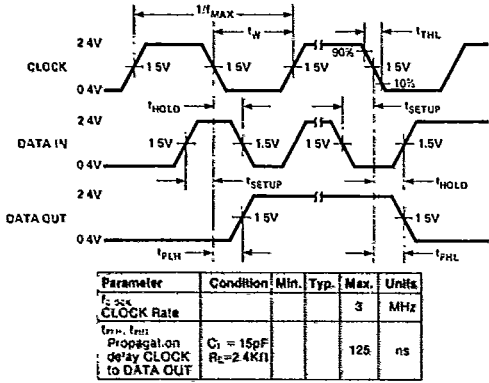 1/fMAX
tW
tTHL
2 4V
90%
CLOCK
1 5V
1 5V
1 5V
1 5V
10%
0 4V
tHOLD
tSETUP
2 4V
DATA IN
1 5V
1.5V
1 5V
1.5V
0 4V
tSETUP
tHOLD
2 4V
DATA OUT
1 5V
1 5V
0 4V
tPLH
tPHL
Parameter Condition Min. Typ. Max. Units
CLOCK Rate 3 MHz
Propagation
delay CLOCK
to DATA OUT
= 15pF
RL=2.4KΩ
125 ns